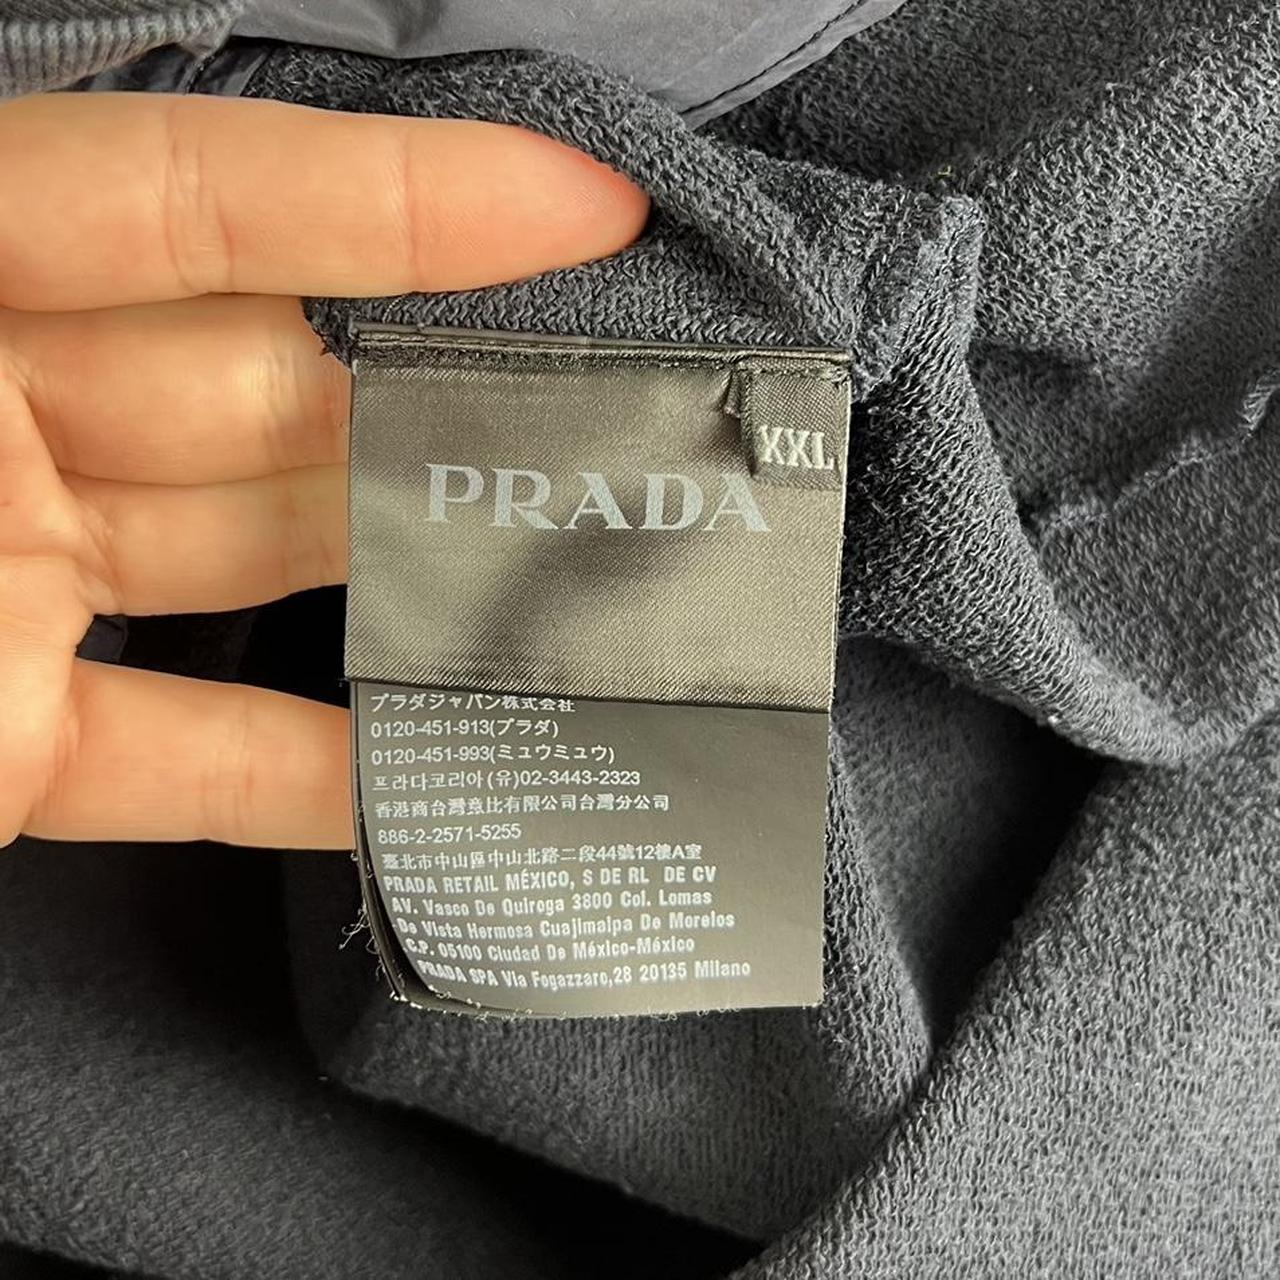 XXL
PRADA
プラダジャパン株式会社
0120-451-913(プラダ)
0120-451-993(ミュウミュウ)
프라다코리아(유)02-3443-2323
香港商台灣意比有限公司台灣分公司
886-2-2571-5255
臺北市中山區中山北路二段44號12樓A室
PRADA RETAIL MÉXICO, S DE RL DE CV
AV. Vasco De Quiroga 3800 Col. Lomas
De Vista Hermosa Cuajimalpa De Morelos
C.P. 05100 Ciudad De México-México
PRADA SPA Via Fogazzaro,28 20135 Milano